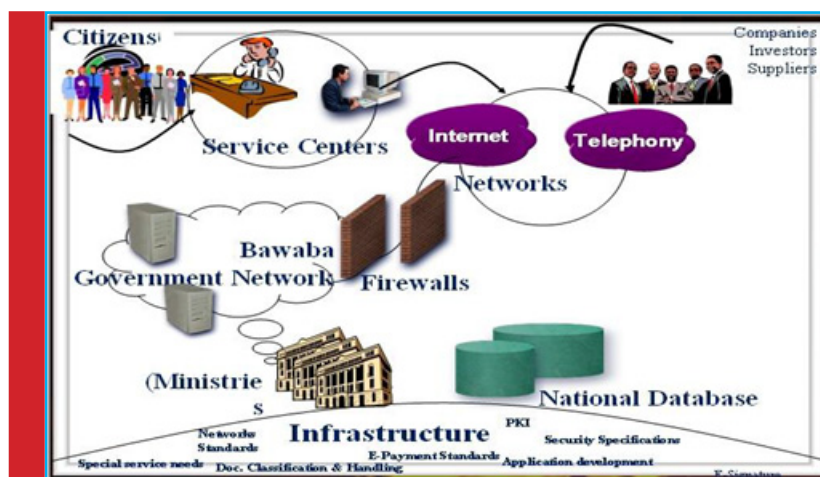 Citizens
Companies
Investors
Suppliers
Service Centers
Internet
Telephony
Networks
Bawaba
Government Network
Firewalls
(Ministrie
s
National Database
Infrastructure
PKI
Networks
Standards
Security Specifications
E-Payment Standards
Special service needs
Doc. Classification & Handling
Application development
E-Signature